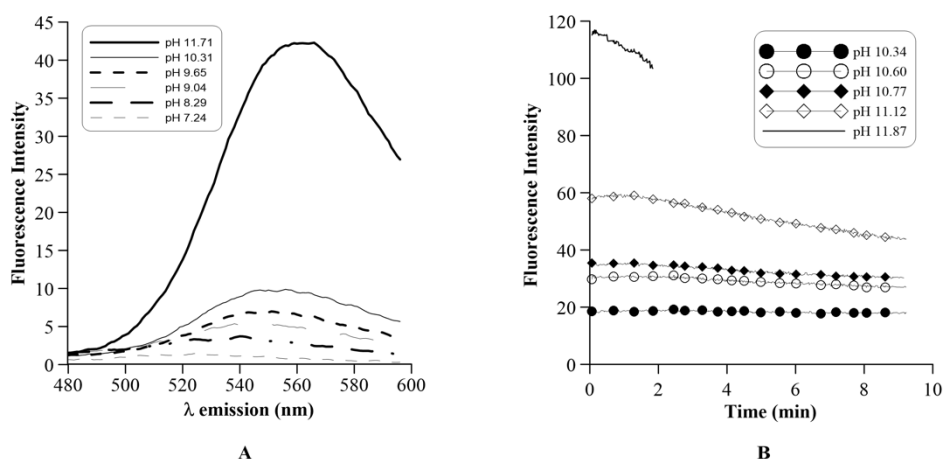 45
40
35
30
25
20
15
10
5
0
480
500
520
540
560
580
600
Fluorescence Intensity
λ emission (nm)
pH 11.71
pH 10.31
pH 9.65
pH 9.04
pH 8.29
pH 7.24
A
120
100
80
60
40
20
0
0
2
4
6
8
10
Fluorescence Intensity
Time (min)
pH 10.34
pH 10.60
pH 10.77
pH 11.12
pH 11.87
B